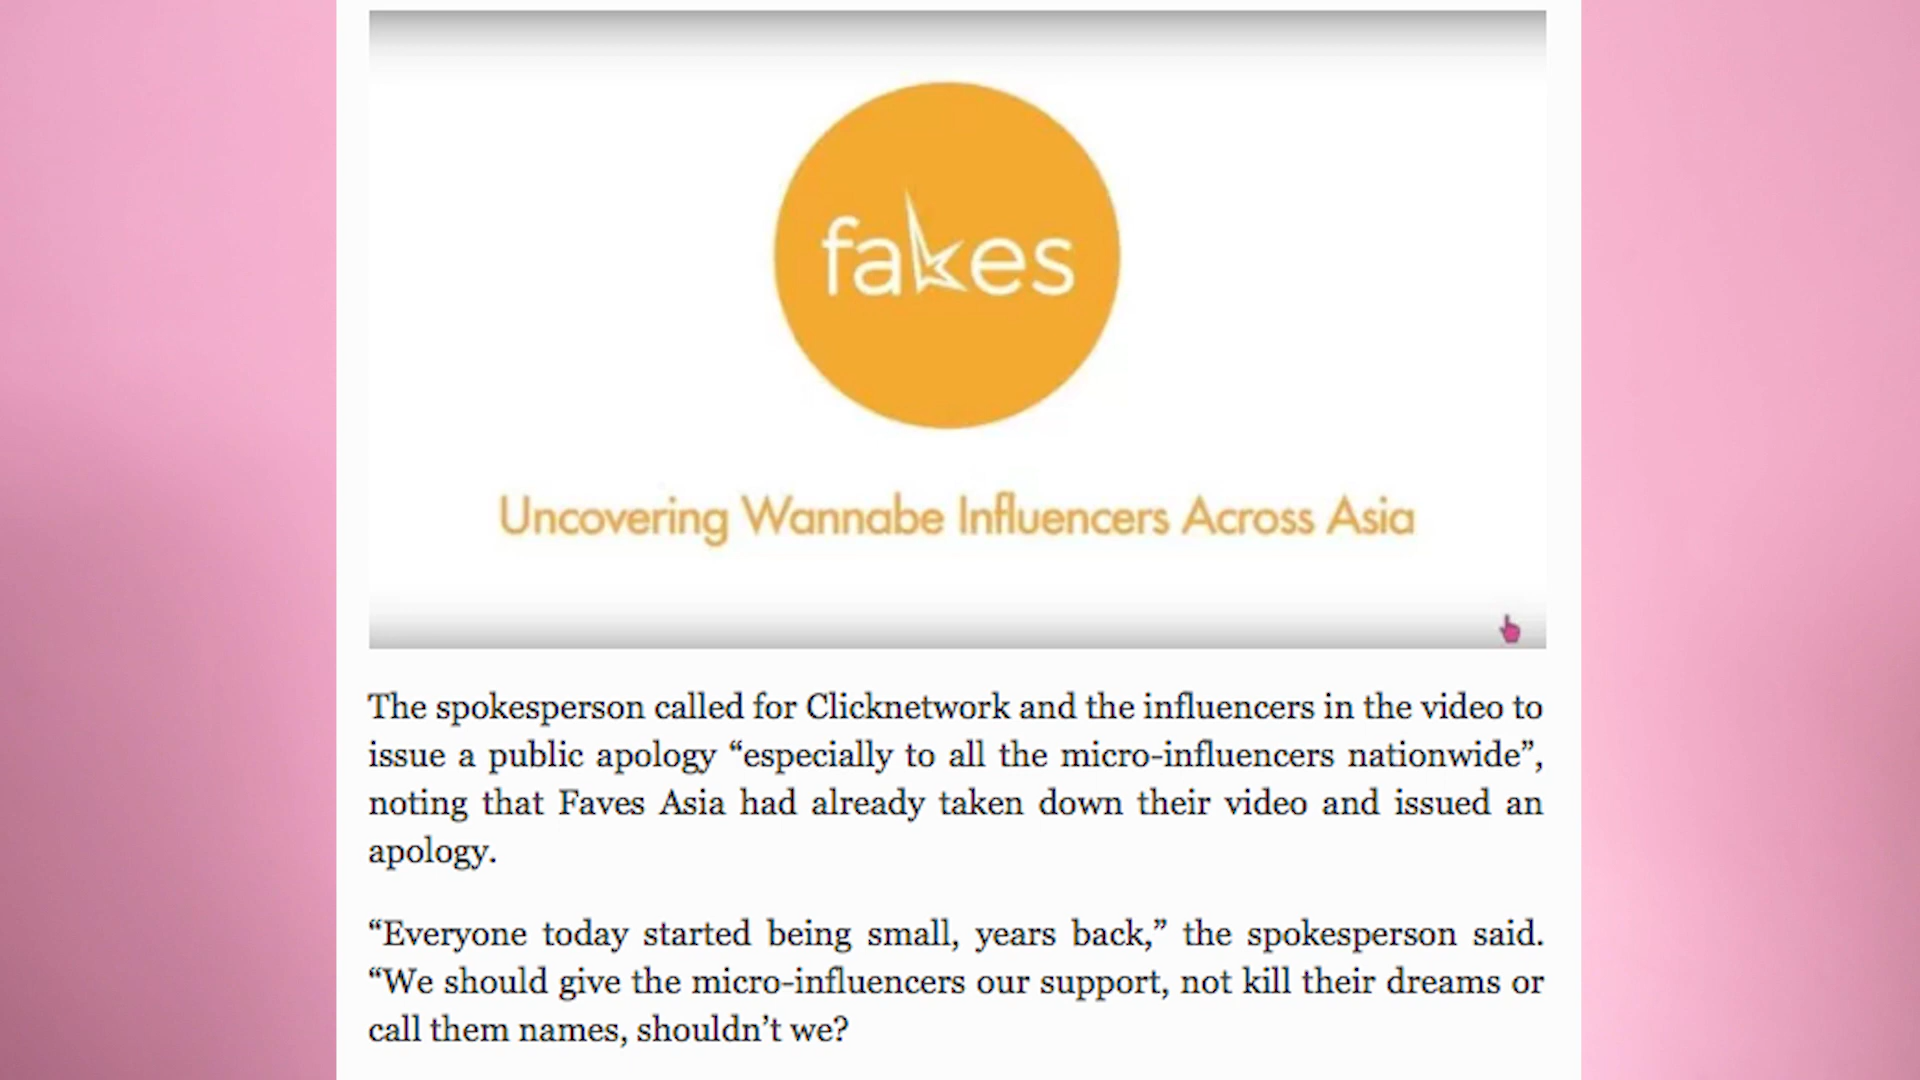 fakes
Uncovering Wannabe Influencers Across Asia
The spokesperson called for Clicknetwork and the influencers in the video to
issue a public apology “especially to all the micro-influencers nationwide”,
noting that Faves Asia had already taken down their video and issued an
apology.
“Everyone today started being small, years back,” the spokesperson said.
“We should give the micro-influencers our support, not kill their dreams or
call them names, shouldn’t we?